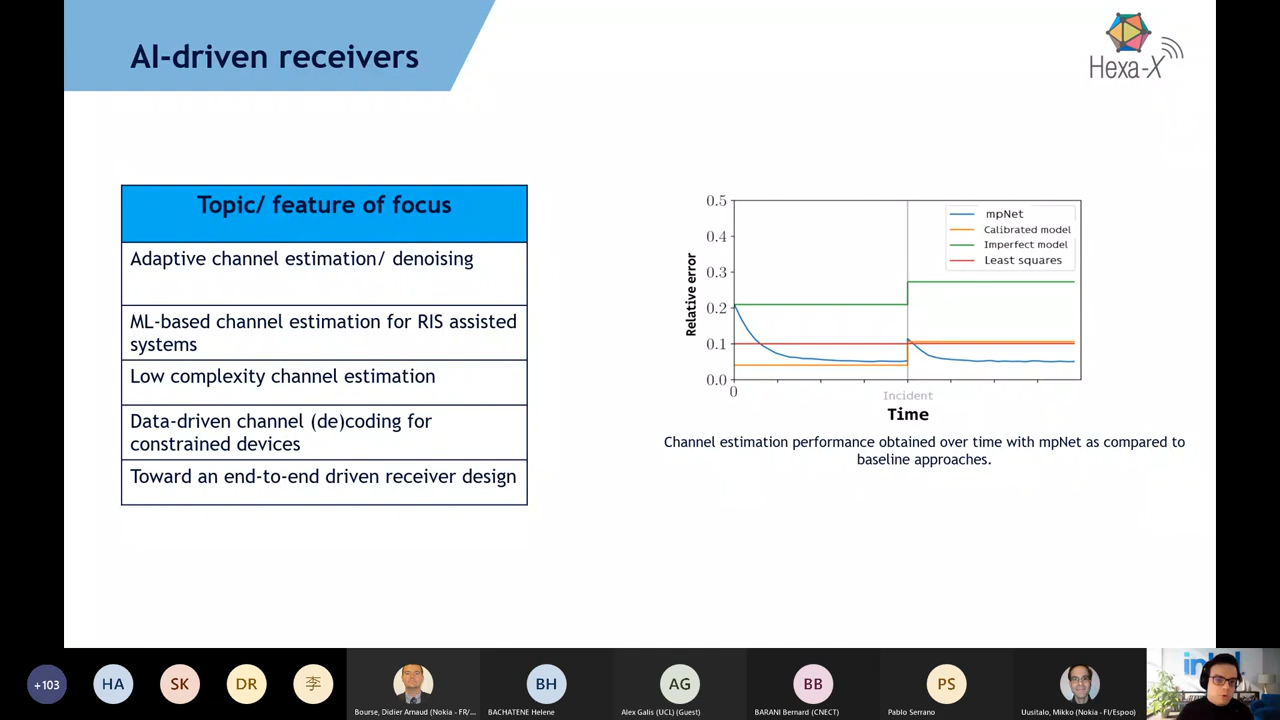 AI-driven receivers
Hexa-X
Topic/ feature of focus
Adaptive channel estimation/ denoising
ML-based channel estimation for RIS assisted
systems
Low complexity channel estimation
Data-driven channel (de)coding for
constrained devices
Toward an end-to-end driven receiver design
Relative error
0.5
0.4
0.3
0.2
0.1
0.0
mpNet
Calibrated model
Imperfect model
Least squares
0
Incident
Time
Channel estimation performance obtained over time with mpNet as compared to
baseline approaches.
+103
HA
SK
DR
李
Bourse, Didier Arnaud (Nokia - FR/...
BH
BACHATENE Helene
AG
Alex Galis (UCL) (Guest)
BB
BARANI Bernard (CNECT)
PS
Pablo Serrano
Uusitalo, Mikko (Nokia - FI/Espoo)